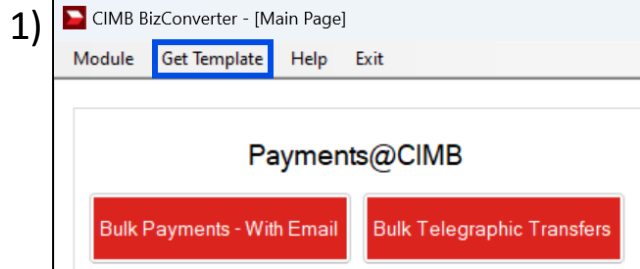 1)
CIMB BizConverter - [Main Page]
Module Get Template Help Exit
Payments@CIMB
Bulk Payments - With Email Bulk Telegraphic Transfers